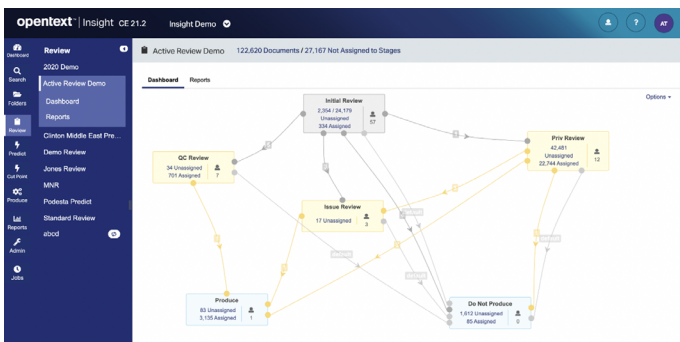 opentext™ | Insight CE 21.2
Insight Demo
?
AT
Dashboard
Search
Folders
Review
Predict
Cut Point
Produce
Reports
Admin
Jobs
Review
2020 Demo
Active Review Demo
Dashboard
Reports
Clinton Middle East Pre...
Demo Review
Jones Review
MNR
Podesta Predict
Standard Review
abcd
Active Review Demo
122,620 Documents / 27,167 Not Assigned to Stages
Dashboard
Reports
Options
Initial Review
2,354 / 24,179
Unassigned
334 Assigned
57
Priv Review
42,481
Unassigned
22,744 Assigned
12
QC Review
34 Unassigned
701 Assigned
7
Issue Review
17 Unassigned
3
Produce
83 Unassigned
3,135 Assigned
1
Do Not Produce
1,612 Unassigned
85 Assigned